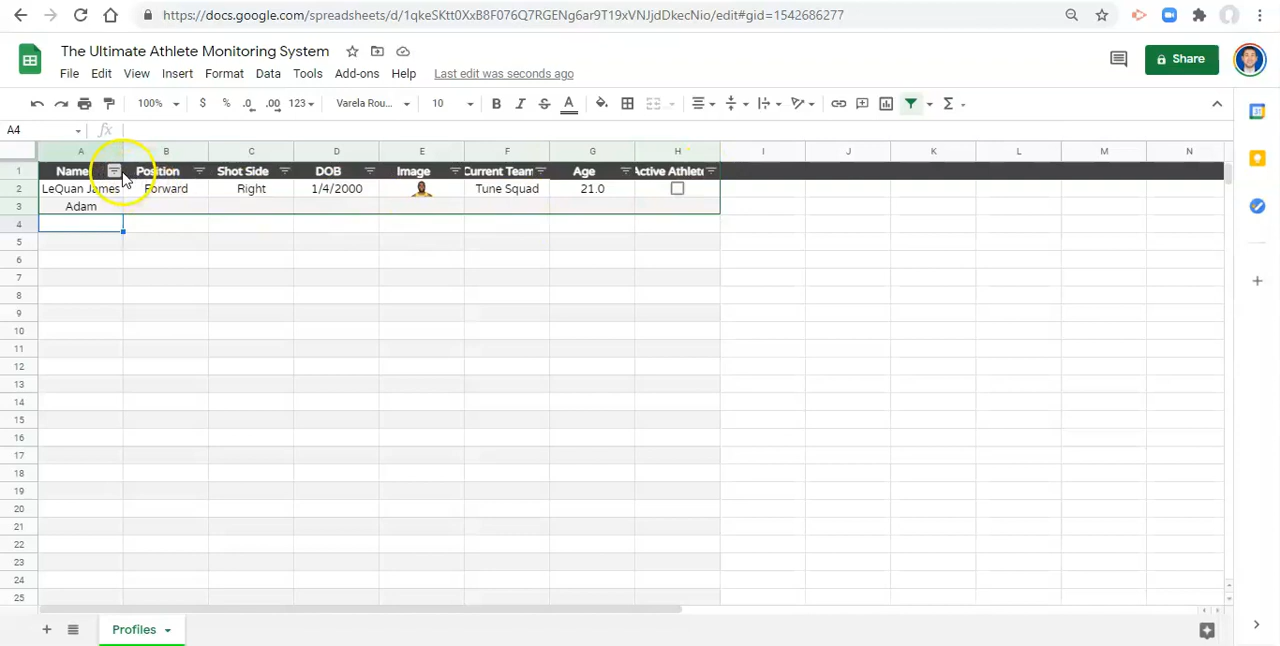 https://docs.google.com/spreadsheets/d/1qkeSKtt0XxB8F076Q7RGENg6ar9T19xVNJjdDkecNio/edit#gid=1542686277
The Ultimate Athlete Monitoring System
File Edit View Insert Format Data Tools Add-ons Help Last edit was seconds ago
Share
100% $ % .0 .00 123 Varela Rou... 10 B I S A Σ
A4 fx
A B C D E F G H I J K L M N
1 Name Position Shot Side DOB Image Current Team Age Active Athlete
2 LeQuan James Forward Right 1/4/2000 Tune Squad 21.0
3 Adam
4
5
6
7
8
9
10
11
12
13
14
15
16
17
18
19
20
21
22
23
24
25
Profiles